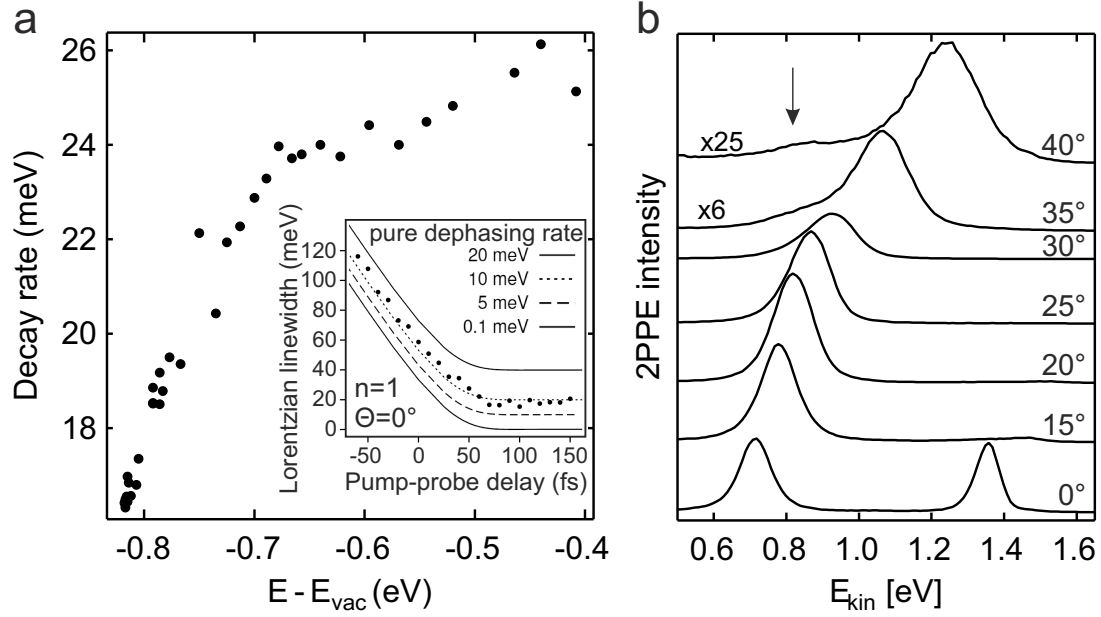 a
Decay rate (meV)
26
24
22
20
18
-0.8 -0.7 -0.6 -0.5 -0.4
E - Evac (eV)
Lorentzian linewidth (meV)
120
100
80
60
40
20
0
pure dephasing rate
20 meV
10 meV
5 meV
0.1 meV
n=1
Θ=0°
-50 0 50 100 150
Pump-probe delay (fs)
b
2PPE intensity
x25
40°
x6
35°
30°
25°
20°
15°
0°
0.6 0.8 1.0 1.2 1.4 1.6
Ekin [eV]